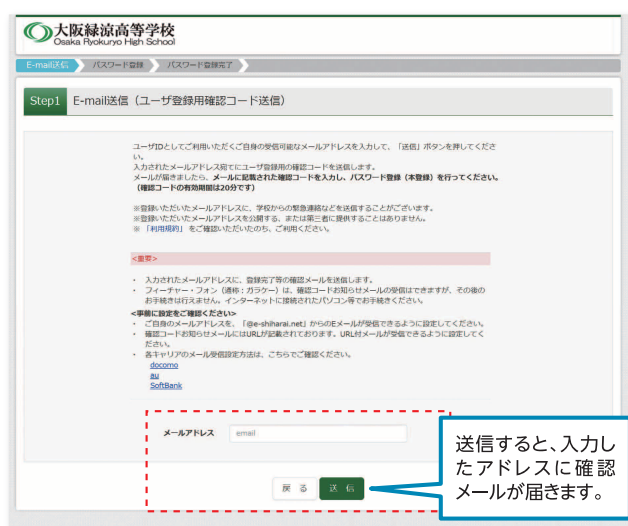 大阪緑涼高等学校
Osaka Ryokuryo High School
E-mail送信 パスワード登録 パスワード登録完了
Step1 E-mail送信（ユーザ登録用確認コード送信）
ユーザIDとしてご利用いただくご自身の受信可能なメールアドレスを入力して、「送信」ボタンを押してくださ
い。
入力されたメールアドレス宛てにユーザ登録用の確認コードを送信します。
メールが届きましたら、メールに記載された確認コードを入力し、パスワード登録（本登録）を行ってください。
（確認コードの有効期間は20分です）
※登録いただいたメールアドレスに、学校からの緊急連絡などを送信することがございます。
※登録いただいたメールアドレスを公開する、または第三者に提供することはありません。
※「利用規約」をご確認いただいたのち、ご利用ください。
<重要>
・ 入力されたメールアドレスに、登録完了等の確認メールを送信します。
・ フィーチャー・フォン（通称：ガラケー）は、確認コードお知らせメールの受信はできますが、その後の
お手続きは行えません。インターネットに接続されたパソコン等でお手続きください。
<事前に設定をご確認ください>
・ ご自身のメールアドレスを、「@e-shiharai.net」からのEメールが受信できるように設定してください。
・ 確認コードお知らせメールにはURLが記載されております。URL付メールが受信できるように設定してく
ださい。
・ 各キャリアのメール受信設定方法は、こちらでご確認ください。
docomo
au
SoftBank
メールアドレス email
戻る 送信
送信すると、入力し
たアドレスに確認
メールが届きます。